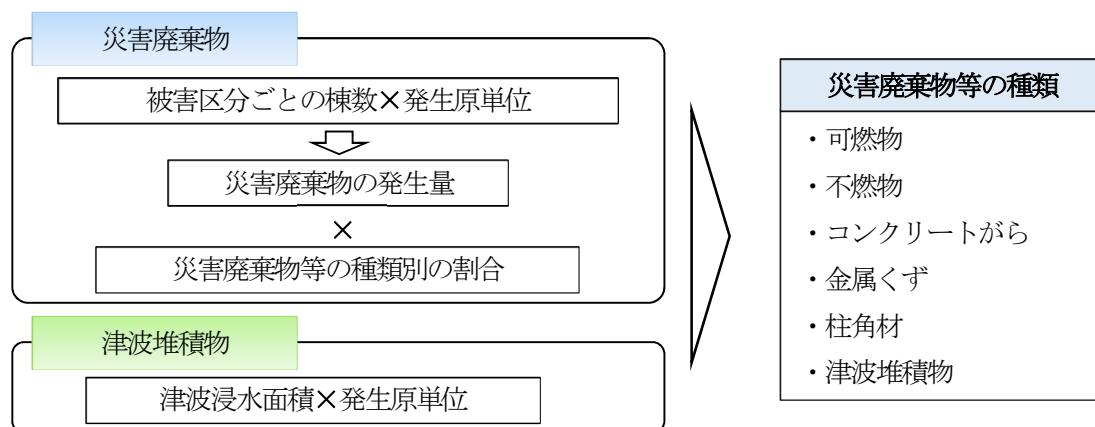 災害廃棄物
被害区分ごとの棟数×発生原単位
災害廃棄物の発生量
×
災害廃棄物等の種類別の割合
津波堆積物
津波浸水面積×発生原単位
災害廃棄物等の種類
・可燃物
・不燃物
・コンクリートがら
・金属くず
・柱角材
・津波堆積物